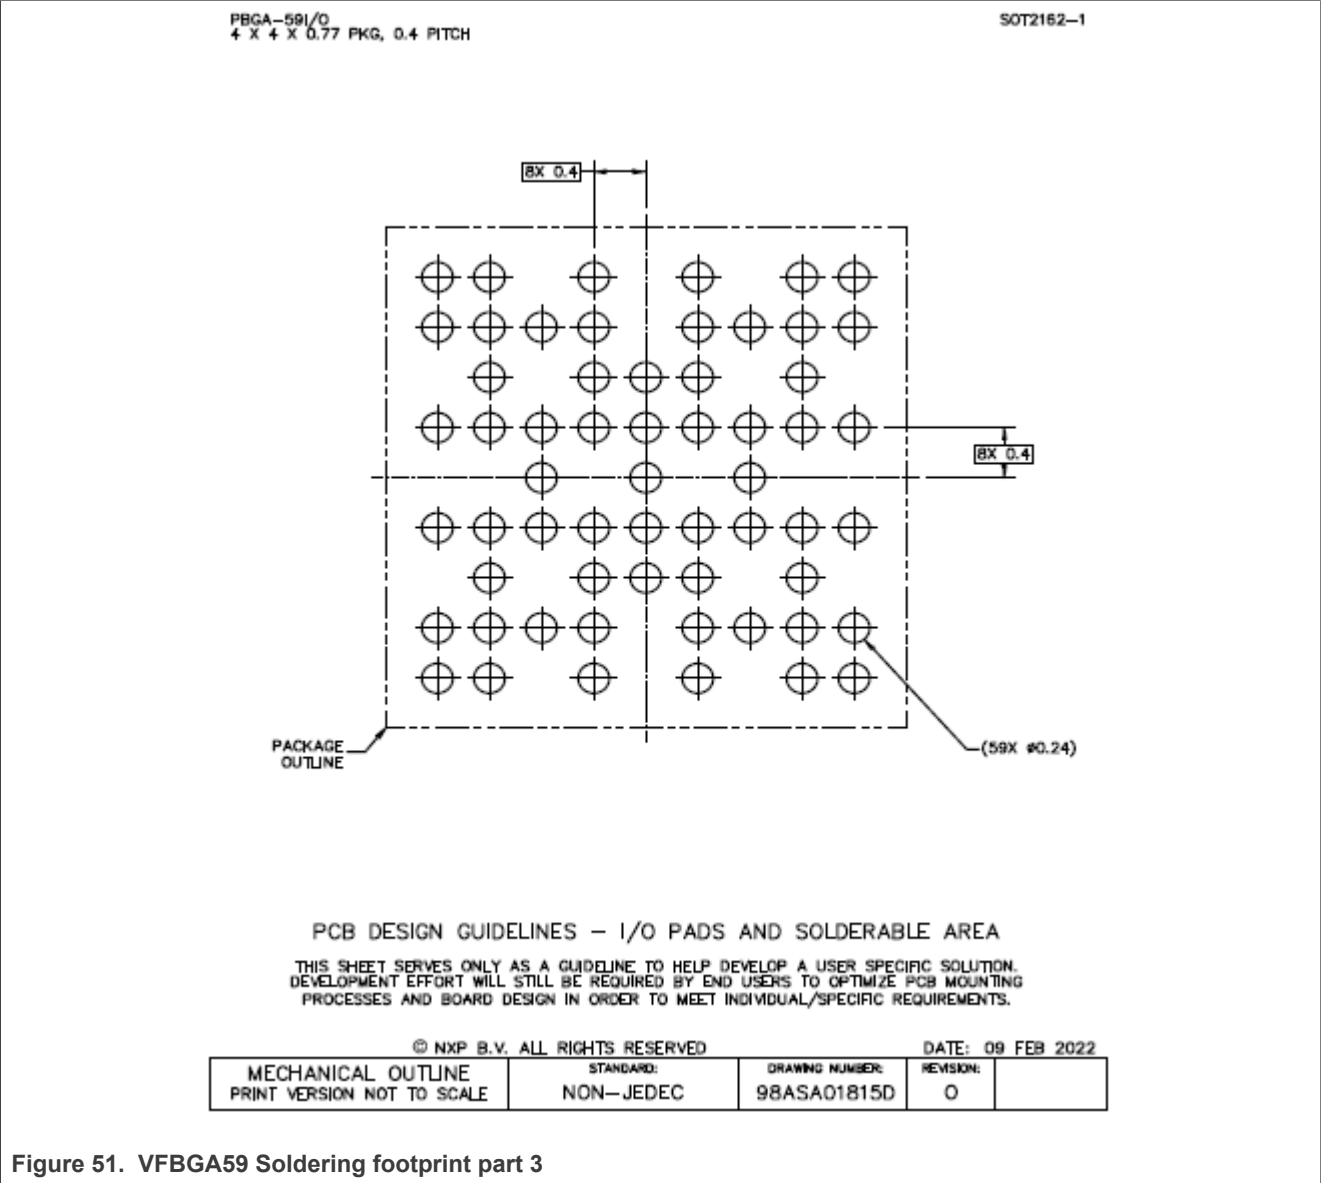 PBGA-59I/O
4 X 4 X 0.77 PKG, 0.4 PITCH
SOT2162-1
8X 0.4
8X 0.4
PACKAGE
OUTLINE
(59X ø0.24)
PCB DESIGN GUIDELINES - I/O PADS AND SOLDERABLE AREA
THIS SHEET SERVES ONLY AS A GUIDELINE TO HELP DEVELOP A USER SPECIFIC SOLUTION.
DEVELOPMENT EFFORT WILL STILL BE REQUIRED BY END USERS TO OPTIMIZE PCB MOUNTING
PROCESSES AND BOARD DESIGN IN ORDER TO MEET INDIVIDUAL/SPECIFIC REQUIREMENTS.
© NXP B.V. ALL RIGHTS RESERVED
DATE: 09 FEB 2022
MECHANICAL OUTLINE
PRINT VERSION NOT TO SCALE
STANDARD:
NON-JEDEC
DRAWING NUMBER:
98ASA01815D
REVISION:
O
Figure 51. VFBGA59 Soldering footprint part 3